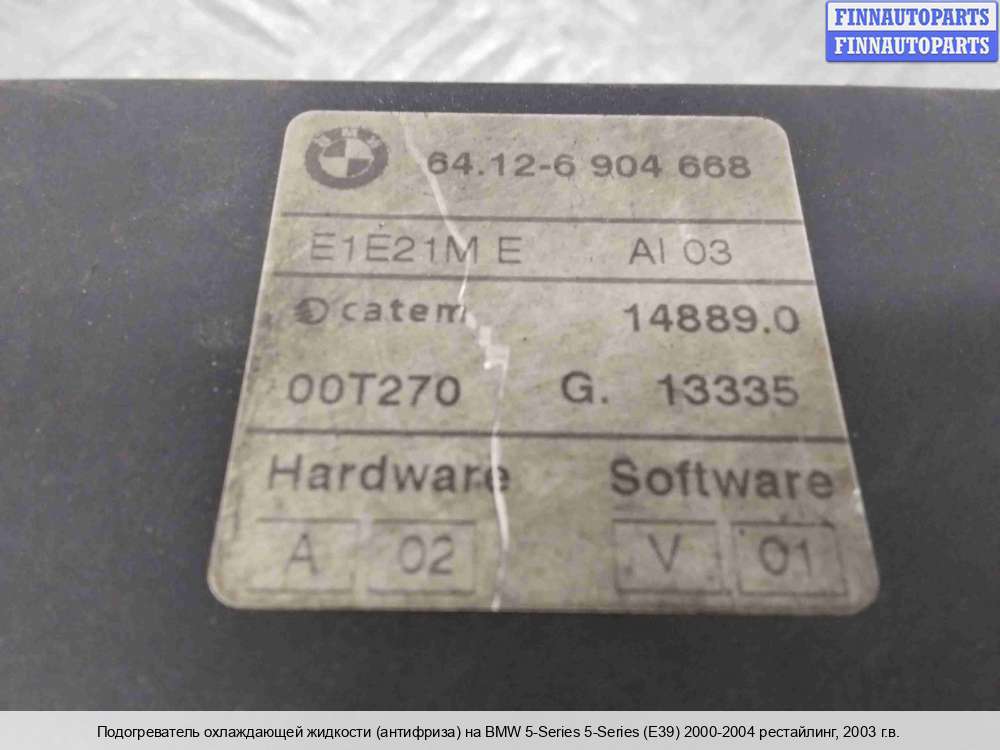 FINNAUTOPARTS
FINNAUTOPARTS
BMW
64.12-6 904 668
E1E21M E AI 03
catem 14889.0
00T270 G. 13335
Hardware Software
A 02 V 01
Подогреватель охлаждающей жидкости (антифриза) на BMW 5-Series 5-Series (E39) 2000-2004 рестайлинг, 2003 г.в.